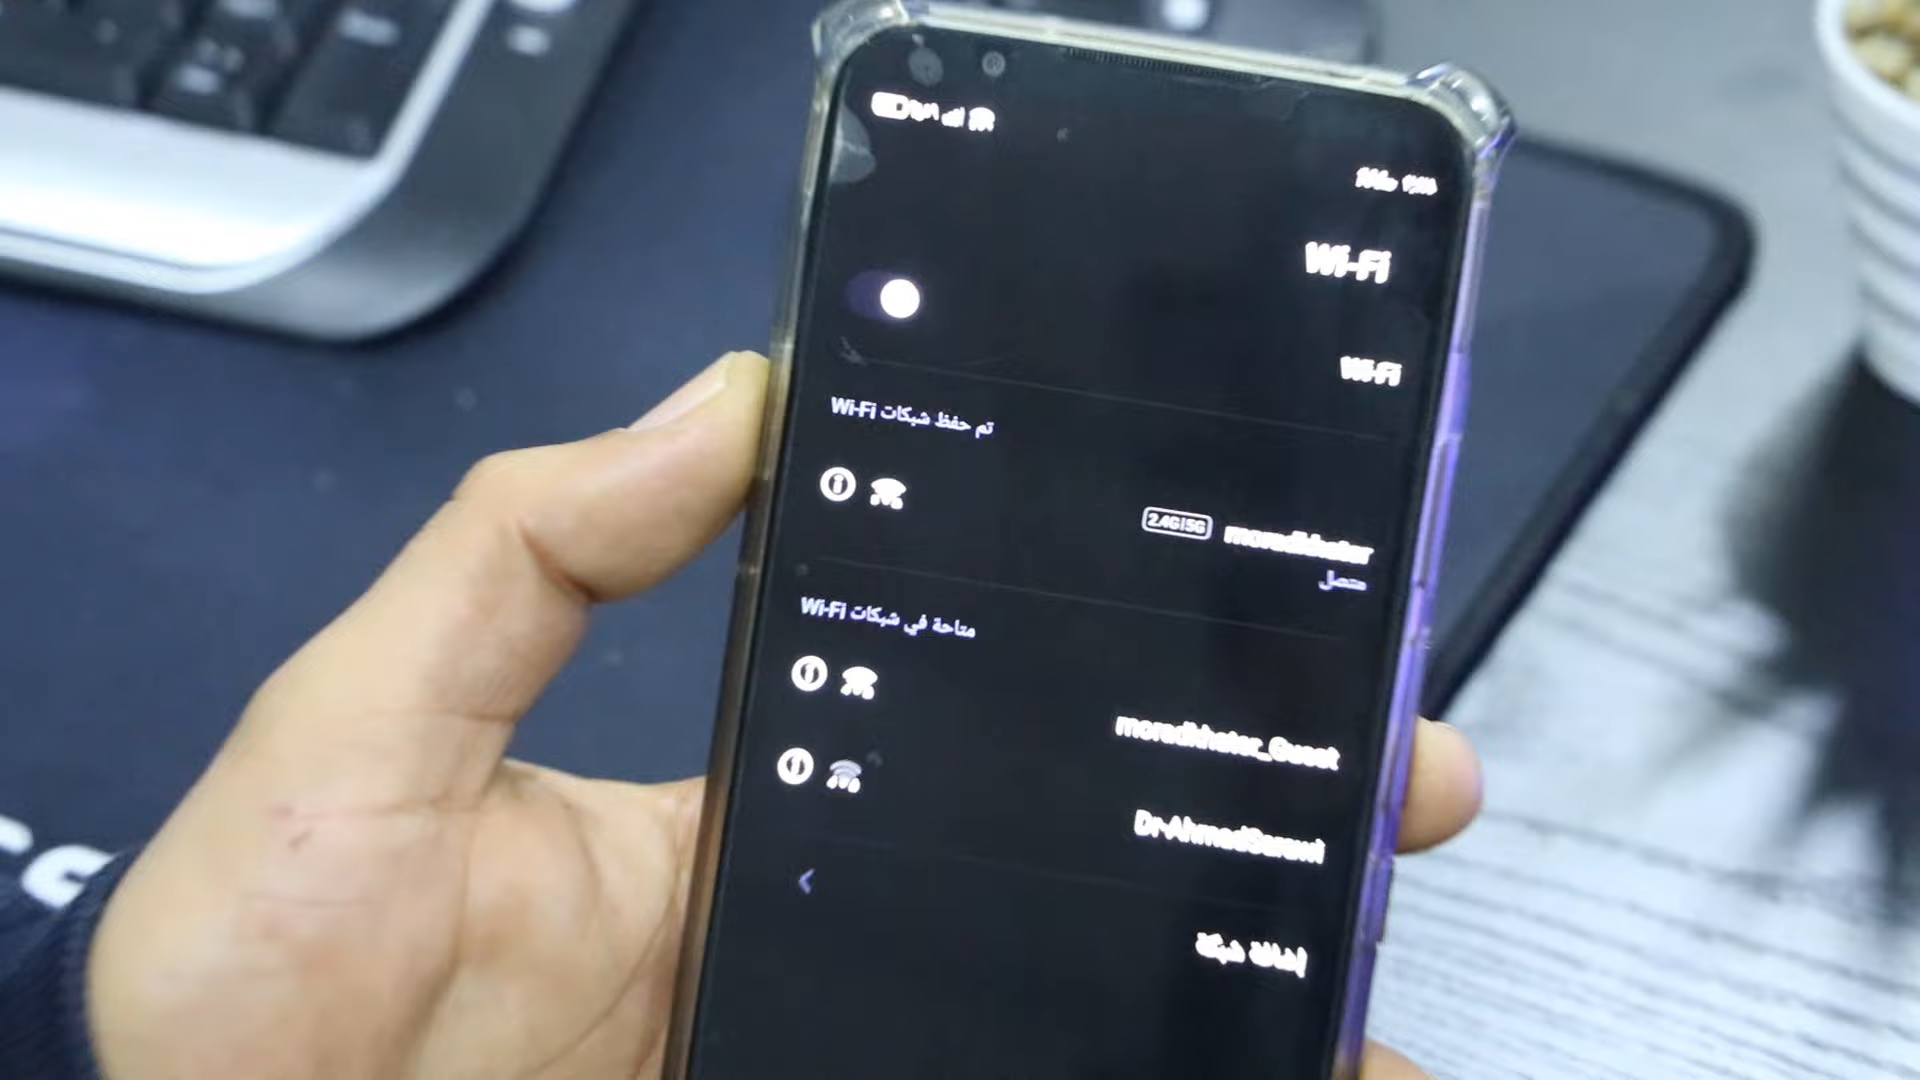 Wi-Fi
Wi-Fi
تم حفظ شبكات Wi-Fi
moradkhater 2.4G|5G
متصل
متاحة في شبكات Wi-Fi
moradkhater_Guest
Dr-AhmedSarawi
إضافة شبكة